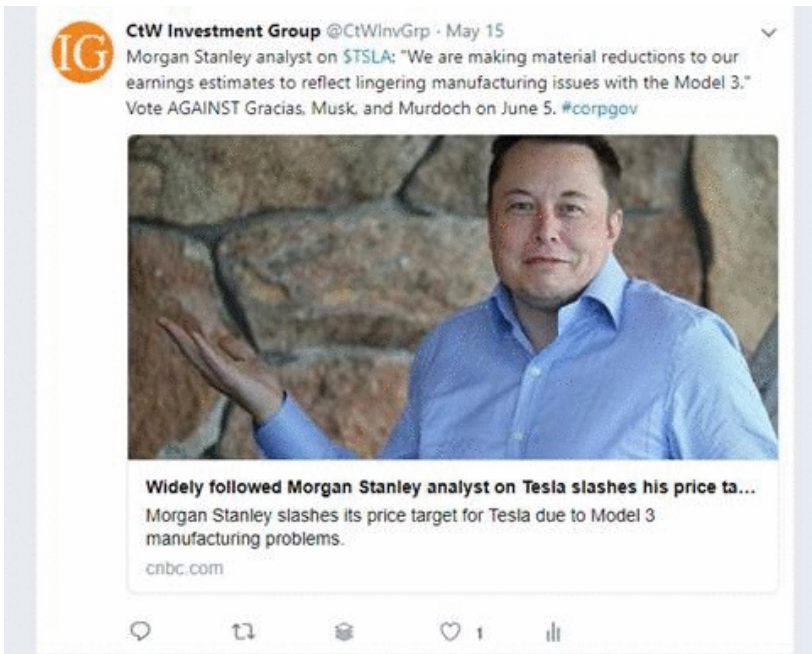 IG
CtW Investment Group @CtWInvGrp · May 15
Morgan Stanley analyst on $TSLA: "We are making material reductions to our
earnings estimates to reflect lingering manufacturing issues with the Model 3."
Vote AGAINST Gracias, Musk, and Murdoch on June 5. #corpgov
Widely followed Morgan Stanley analyst on Tesla slashes his price ta...
Morgan Stanley slashes its price target for Tesla due to Model 3
manufacturing problems.
cnbc.com
1